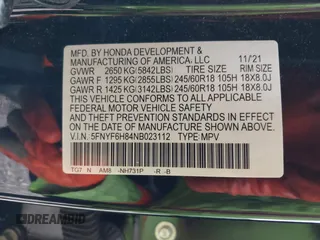 MFD. BY HONDA DEVELOPMENT &
MANUFACTURING OF AMERICA, LLC 11/21
GVWR 2650 KG(5842LBS) TIRE SIZE RIM SIZE
GAWR F 1295 KG(2855LBS) 245/60R18 105H 18X8.0J
GAWR R 1425 KG(3142LBS) 245/60R18 105H 18X8.0J
THIS VEHICLE CONFORMS TO ALL APPLICABLE
FEDERAL MOTOR VEHICLE SAFETY
AND THEFT PREVENTION STANDARDS IN EFFECT
ON THE DATE OF MANUFACTURE SHOWN ABOVE.
V.I.N. 5FNYF6H84NB023112 TYPE:MPV
TG7 N AM8 -NH731P -R -B
DREAMBID